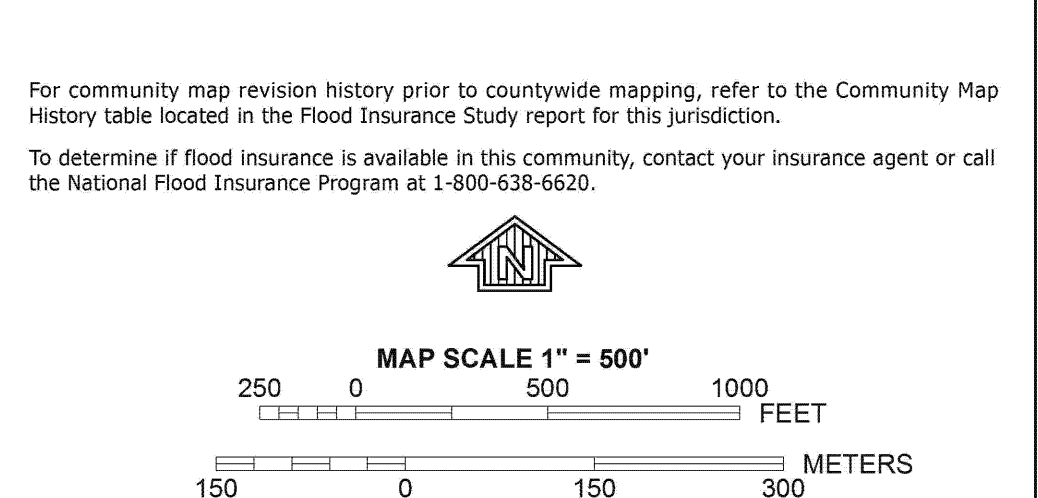 For community map revision history prior to countywide mapping, refer to the Community Map
History table located in the Flood Insurance Study report for this jurisdiction.
To determine if flood insurance is available in this community, contact your insurance agent or call
the National Flood Insurance Program at 1-800-638-6620.
N
MAP SCALE 1" = 500'
250 0 500 1000
FEET
METERS
150 0 150 300